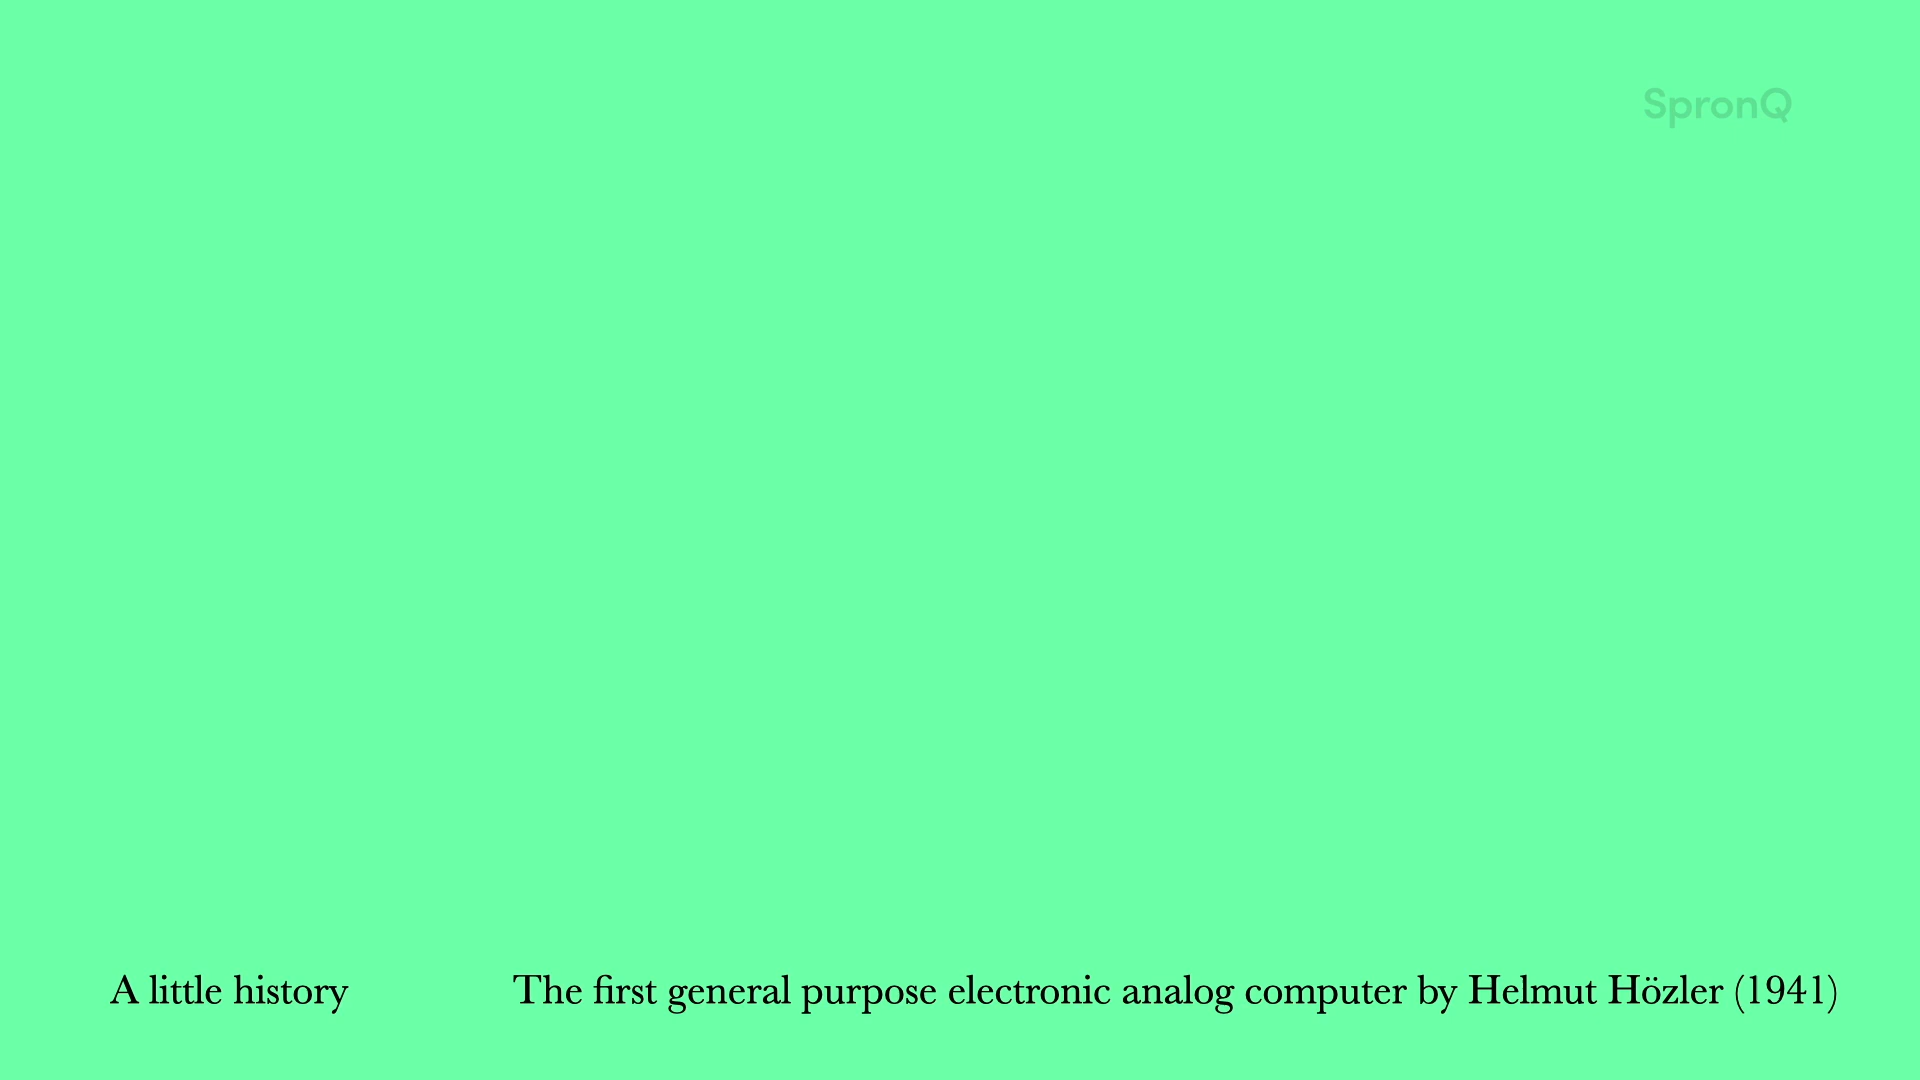 SpronQ
A little history
The first general purpose electronic analog computer by Helmut Hözler (1941)